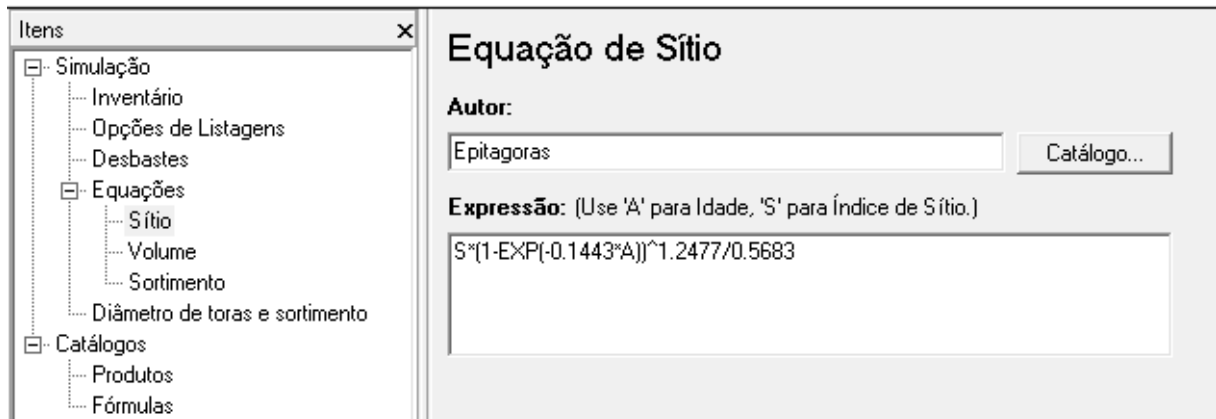 Itens
Simulação
Inventário
Opções de Listagens
Desbastes
Equações
Sítio
Volume
Sortimento
Diâmetro de toras e sortimento
Catálogos
Produtos
Fórmulas
Equação de Sítio
Autor:
Epitagoras
Catálogo...
Expressão: (Use 'A' para Idade, 'S' para Índice de Sítio.)
S*(1-EXP(-0.1443*A))^1.2477/0.5683